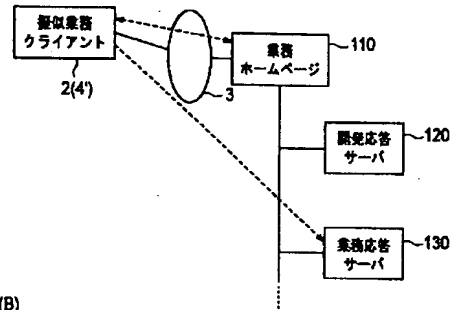 擬似業務
クライアント
2(4')
3
業務
ホームページ
110
開発応答
サーバ
120
業務応答
サーバ
130
(B)